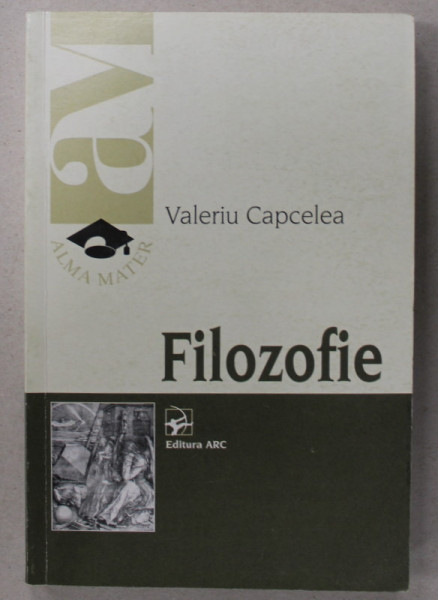 am
ALMA MATER
Valeriu Capcelea
Filozofie
Editura ARC